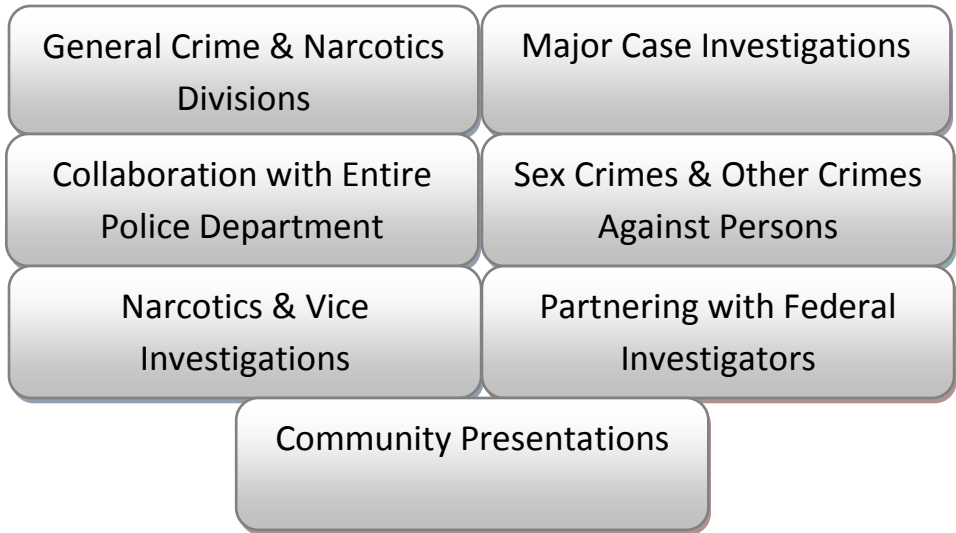 General Crime & Narcotics
Divisions
Major Case Investigations
Collaboration with Entire
Police Department
Sex Crimes & Other Crimes
Against Persons
Narcotics & Vice
Investigations
Partnering with Federal
Investigators
Community Presentations